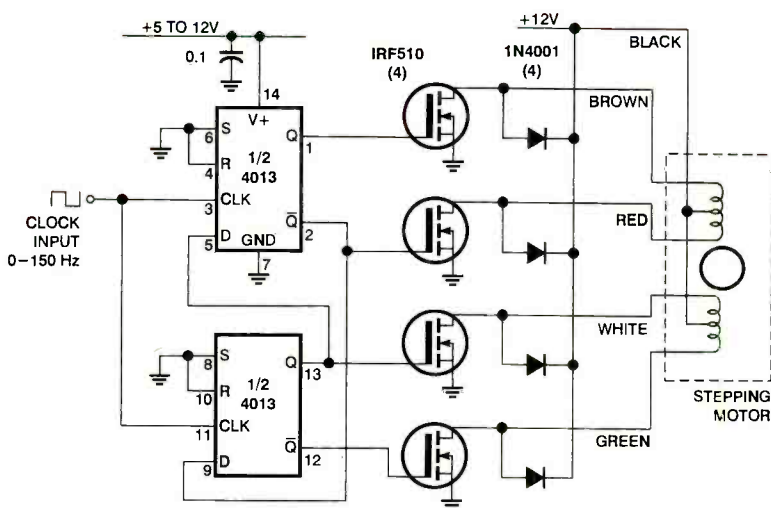 +5 TO 12V
0.1
14
V+
S
6
R
4
1/2
4013
Q
1
CLK
3
Q̅
2
D
5
GND
7
CLOCK
INPUT
0–150 Hz
S
8
R
10
1/2
4013
Q
13
CLK
11
Q̅
12
D
9
IRF510
(4)
1N4001
(4)
+12V
BLACK
BROWN
RED
WHITE
GREEN
STEPPING
MOTOR